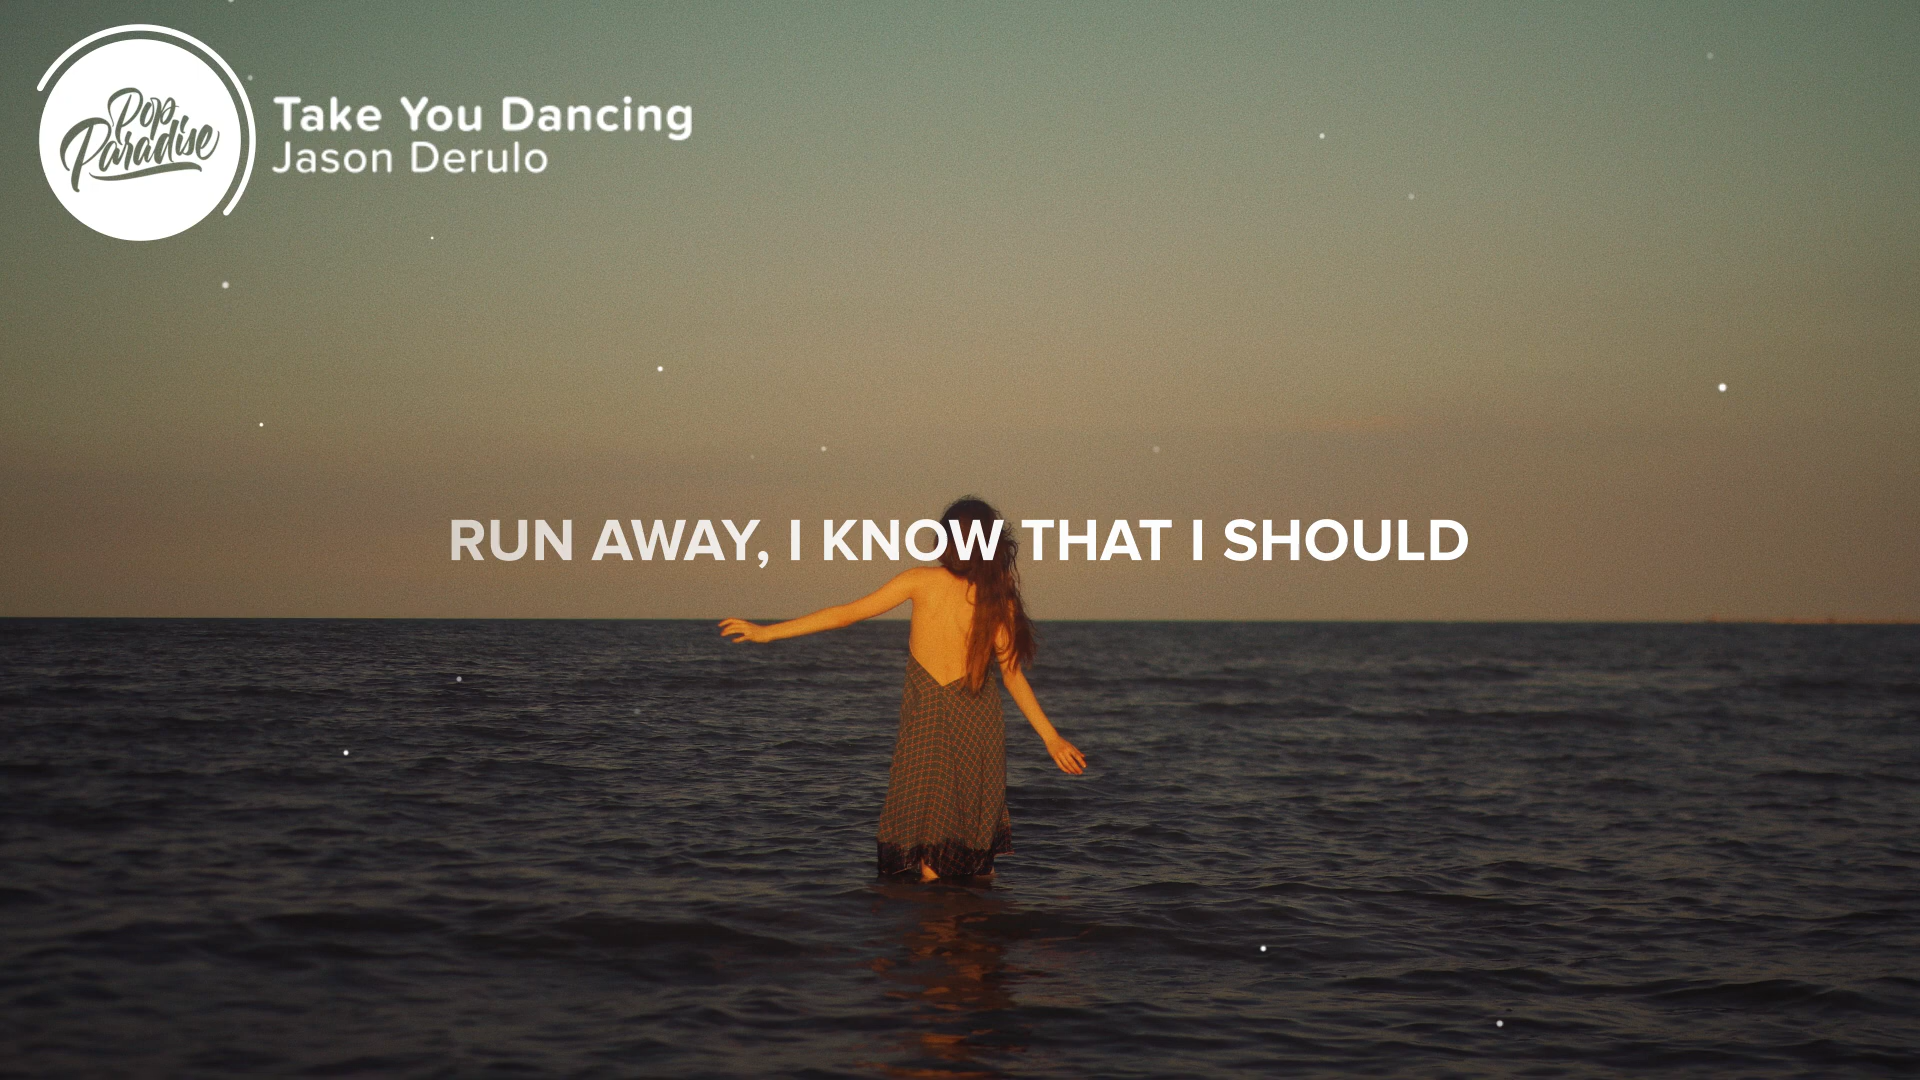 Pop
Paradise
Take You Dancing
Jason Derulo
RUN AWAY, I KNOW THAT I SHOULD